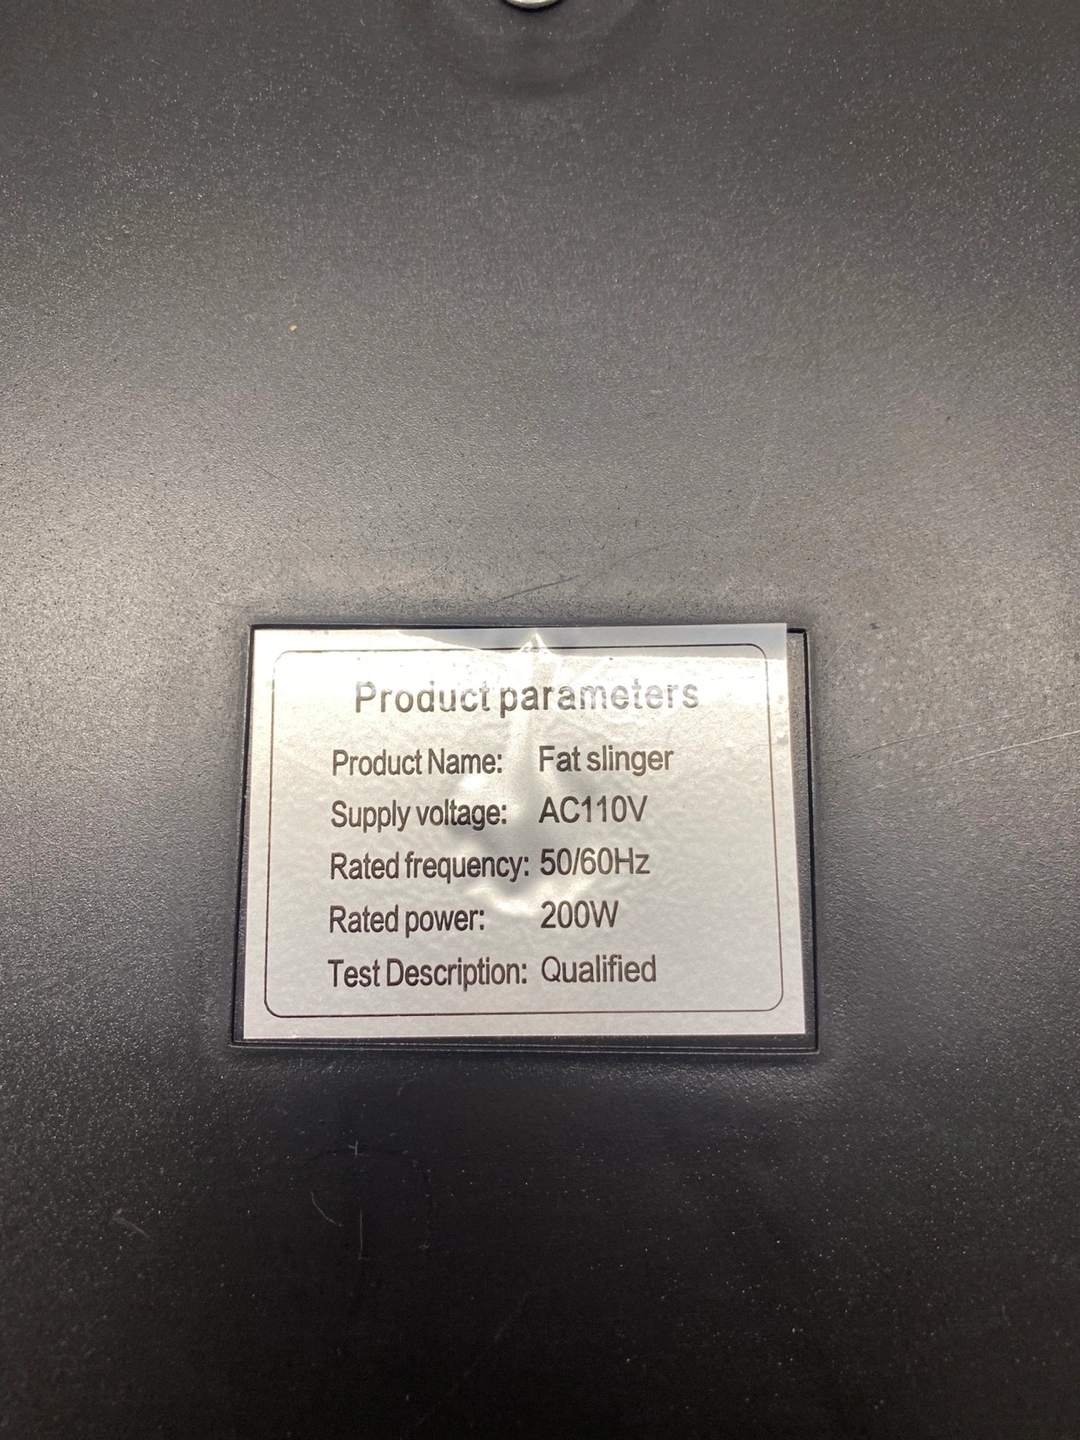 Product parameters
Product Name: Fat slinger
Supply voltage: AC110V
Rated frequency: 50/60Hz
Rated power: 200W
Test Description: Qualified